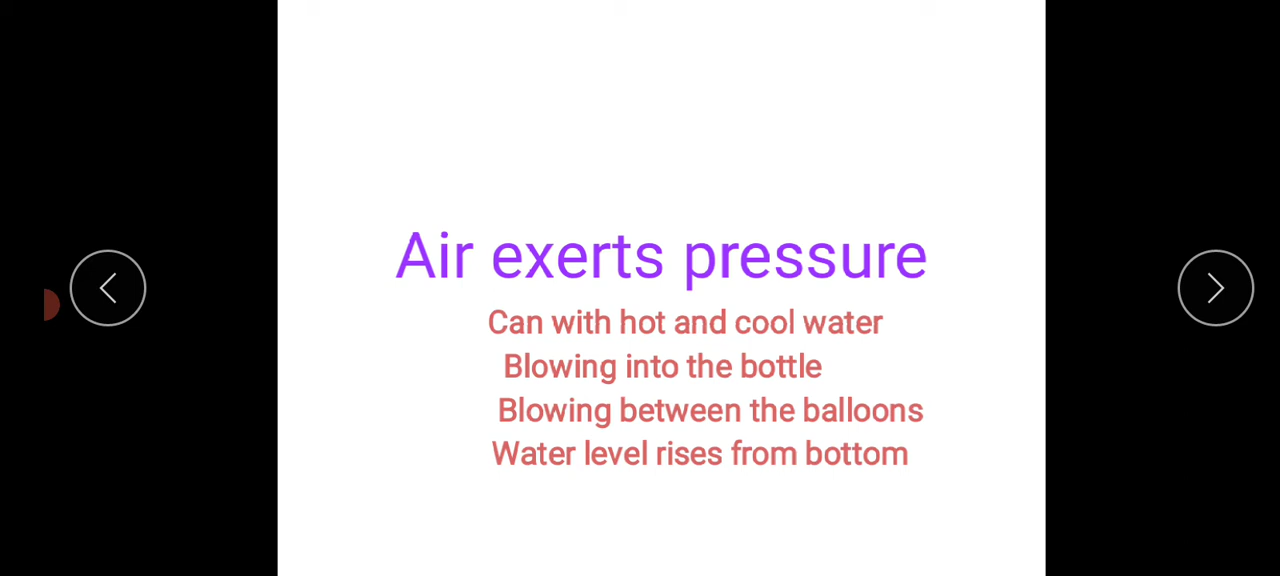 Air exerts pressure
Can with hot and cool water
Blowing into the bottle
Blowing between the balloons
Water level rises from bottom